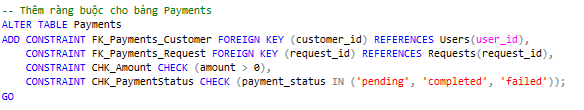 -- Thêm ràng buộc cho bảng Payments
ALTER TABLE Payments
ADD CONSTRAINT FK_Payments_Customer FOREIGN KEY (customer_id) REFERENCES Users(user_id),
    CONSTRAINT FK_Payments_Request FOREIGN KEY (request_id) REFERENCES Requests(request_id),
    CONSTRAINT CHK_Amount CHECK (amount > 0),
    CONSTRAINT CHK_PaymentStatus CHECK (payment_status IN ('pending', 'completed', 'failed'));
GO